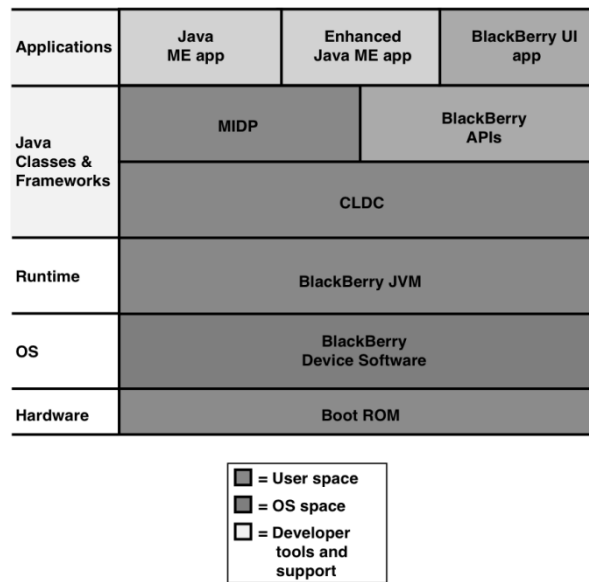 Applications
Java
ME app
Enhanced
Java ME app
BlackBerry UI
app
Java
Classes &
Frameworks
MIDP
BlackBerry
APIs
CLDC
Runtime
BlackBerry JVM
OS
BlackBerry
Device Software
Hardware
Boot ROM
= User space
= OS space
= Developer
tools and
support